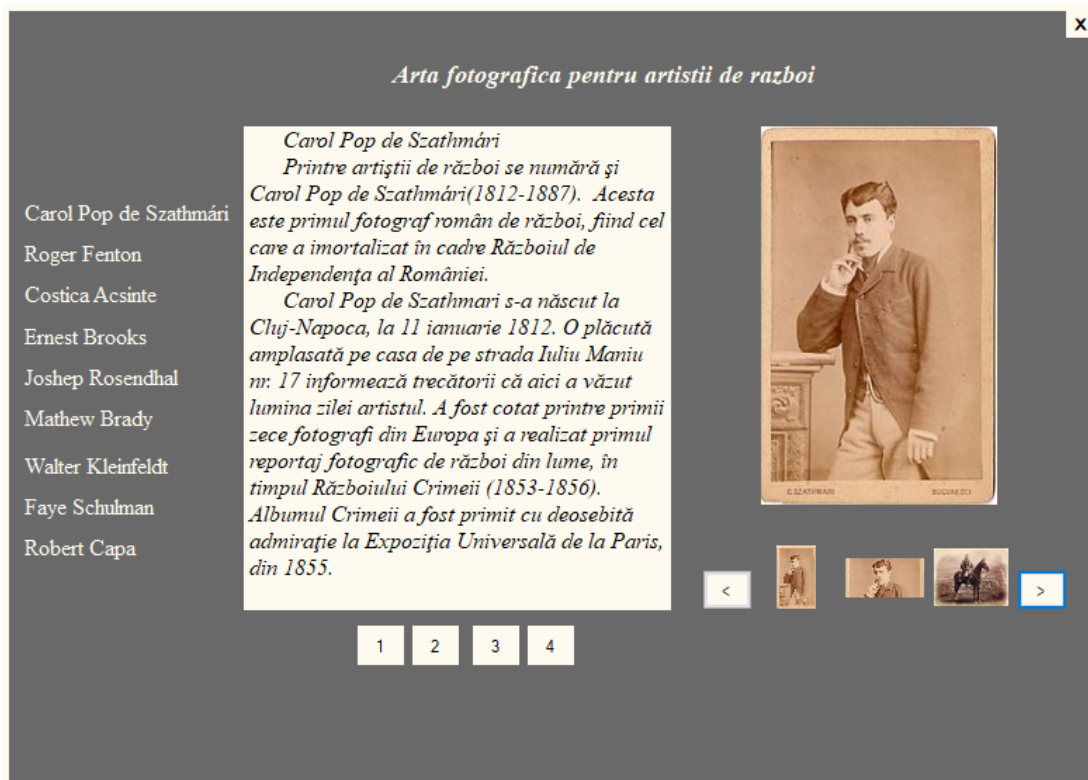 X
Arta fotografica pentru artistii de razboi
Carol Pop de Szathmári
Roger Fenton
Costica Acsinte
Ernest Brooks
Joshep Rosendhal
Mathew Brady
Walter Kleinfeldt
Faye Schulman
Robert Capa
Carol Pop de Szathmári
Printre artiştii de război se numără şi
Carol Pop de Szathmári(1812-1887).  Acesta
este primul fotograf român de război, fiind cel
care a imortalizat în cadre Războiul de
Independenţa al României.
Carol Pop de Szathmari s-a născut la
Cluj-Napoca, la 11 ianuarie 1812. O plăcută
amplasată pe casa de pe strada Iuliu Maniu
nr. 17 informează trecătorii că aici a văzut
lumina zilei artistul. A fost cotat printre primii
zece fotografi din Europa şi a realizat primul
reportaj fotografic de război din lume, în
timpul Războiului Crimeii (1853-1856).
Albumul Crimeii a fost primit cu deosebită
admiraţie la Expoziţia Universală de la Paris,
din 1855.
1 2 3 4
C.SZATHMARI BUCURESCI
< >